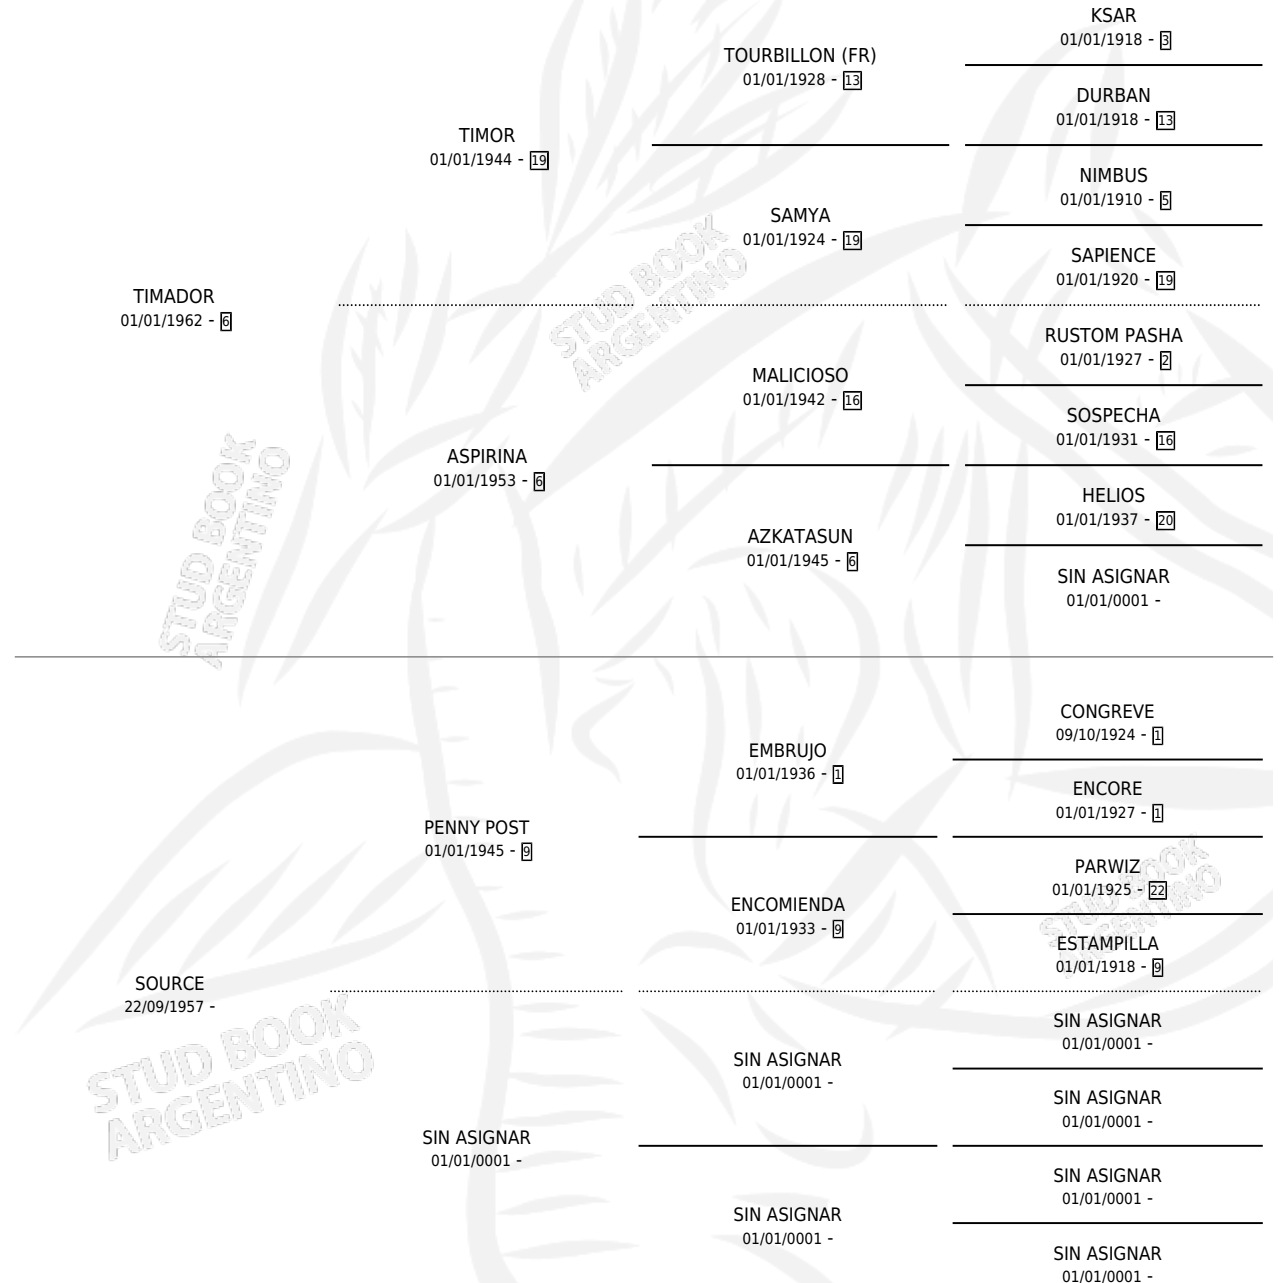 KSAR
01/01/1918 - 3
TOURBILLON (FR)
01/01/1928 - 13
DURBAN
01/01/1918 - 13
TIMOR
01/01/1944 - 19
NIMBUS
01/01/1910 - 5
SAMYA
01/01/1924 - 19
SAPIENCE
01/01/1920 - 19
TIMADOR
01/01/1962 - 6
STUD BOOK
ARGENTINO
RUSTOM PASHA
01/01/1927 - 2
MALICIOSO
01/01/1942 - 16
SOSPECHA
01/01/1931 - 16
ASPIRINA
01/01/1953 - 6
HELIOS
01/01/1937 - 20
AZKATASUN
01/01/1945 - 6
SIN ASIGNAR
01/01/0001 -
STUD BOOK
ARGENTINO
CONGREVE
09/10/1924 - 1
EMBRUJO
01/01/1936 - 1
ENCORE
01/01/1927 - 1
PENNY POST
01/01/1945 - 9
PARWIZ
01/01/1925 - 22
ENCOMIENDA
01/01/1933 - 9
STUD BOOK
ARGENTINO
ESTAMPILLA
01/01/1918 - 9
SOURCE
22/09/1957 -
SIN ASIGNAR
01/01/0001 -
SIN ASIGNAR
01/01/0001 -
STUD BOOK
ARGENTINO
SIN ASIGNAR
01/01/0001 -
SIN ASIGNAR
01/01/0001 -
SIN ASIGNAR
01/01/0001 -
SIN ASIGNAR
01/01/0001 -
SIN ASIGNAR
01/01/0001 -